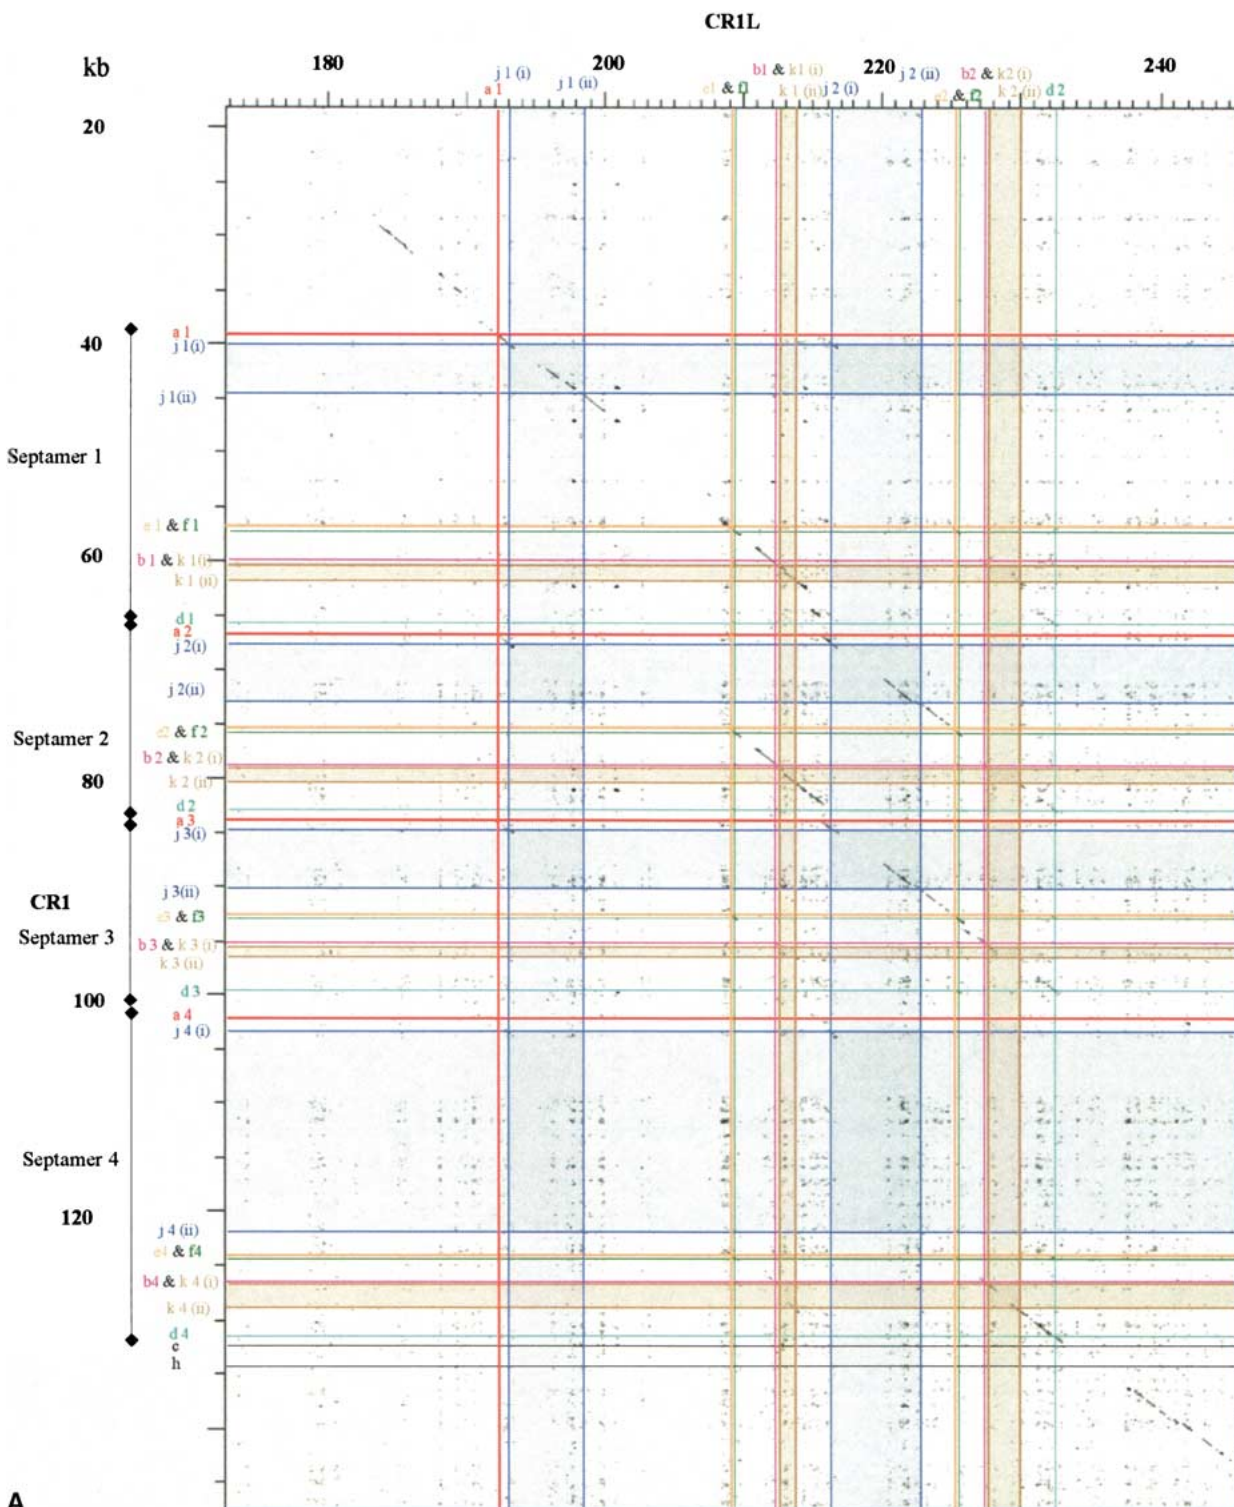 CR1L
kb
180
200
220
240
j 1 (i)
j 1 (ii)
a 1
e1 & f1
b1 & k1 (i)
k 1 (ii)
j2 (i)
j 2 (ii)
e2 & f2
b2 & k2 (i)
k 2 (ii)
d 2
20
a 1
40
j1(i)
j1(ii)
Septamer 1
e 1 & f 1
60
b 1 & k 1(i)
k 1 (ii)
d 1
a 2
j 2(i)
j 2(ii)
e2 & f 2
Septamer 2
b 2 & k 2 (i)
80
k 2 (ii)
d 2
a 3
j 3(i)
j 3(ii)
CR1
e3 & f3
Septamer 3
b 3 & k 3 (i)
k 3 (ii)
d 3
100
a 4
j 4 (i)
Septamer 4
120
j 4 (ii)
e4 & f4
b4 & k 4 (i)
k 4 (ii)
d 4
c
h
A